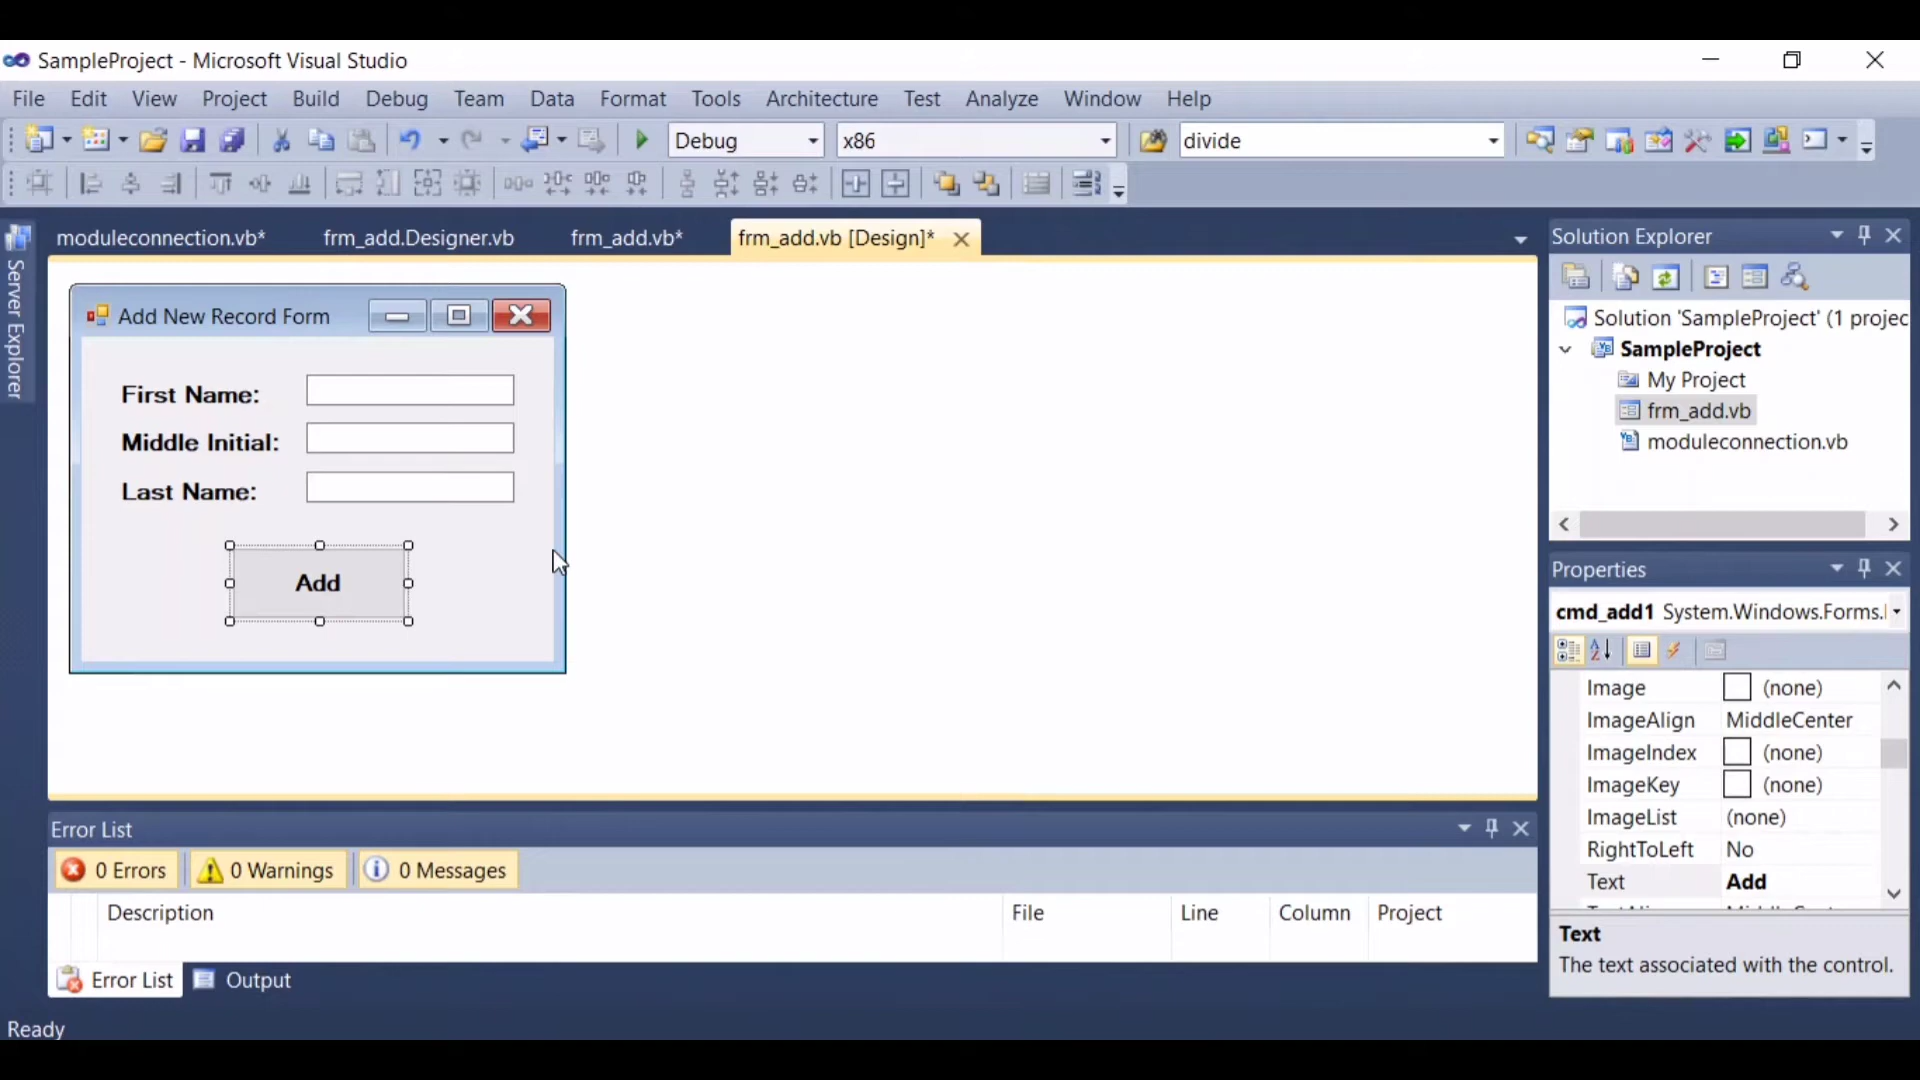 SampleProject - Microsoft Visual Studio
File Edit View Project Build Debug Team Data Format Tools Architecture Test Analyze Window Help
Debug x86 divide
Server Explorer
moduleconnection.vb* frm_add.Designer.vb frm_add.vb* frm_add.vb [Design]*
Add New Record Form
First Name:
Middle Initial:
Last Name:
Add
Solution Explorer
Solution 'SampleProject' (1 projec
SampleProject
My Project
frm_add.vb
moduleconnection.vb
Properties
cmd_add1 System.Windows.Forms.
Image (none)
ImageAlign MiddleCenter
ImageIndex (none)
ImageKey (none)
ImageList (none)
RightToLeft No
Text Add
Text
The text associated with the control.
Error List
0 Errors 0 Warnings 0 Messages
Description File Line Column Project
Error List Output
Ready